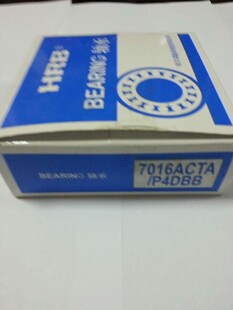 HRB®
BEARING 轴承
BEARING 轴承
7016ACTA
/P4DBB